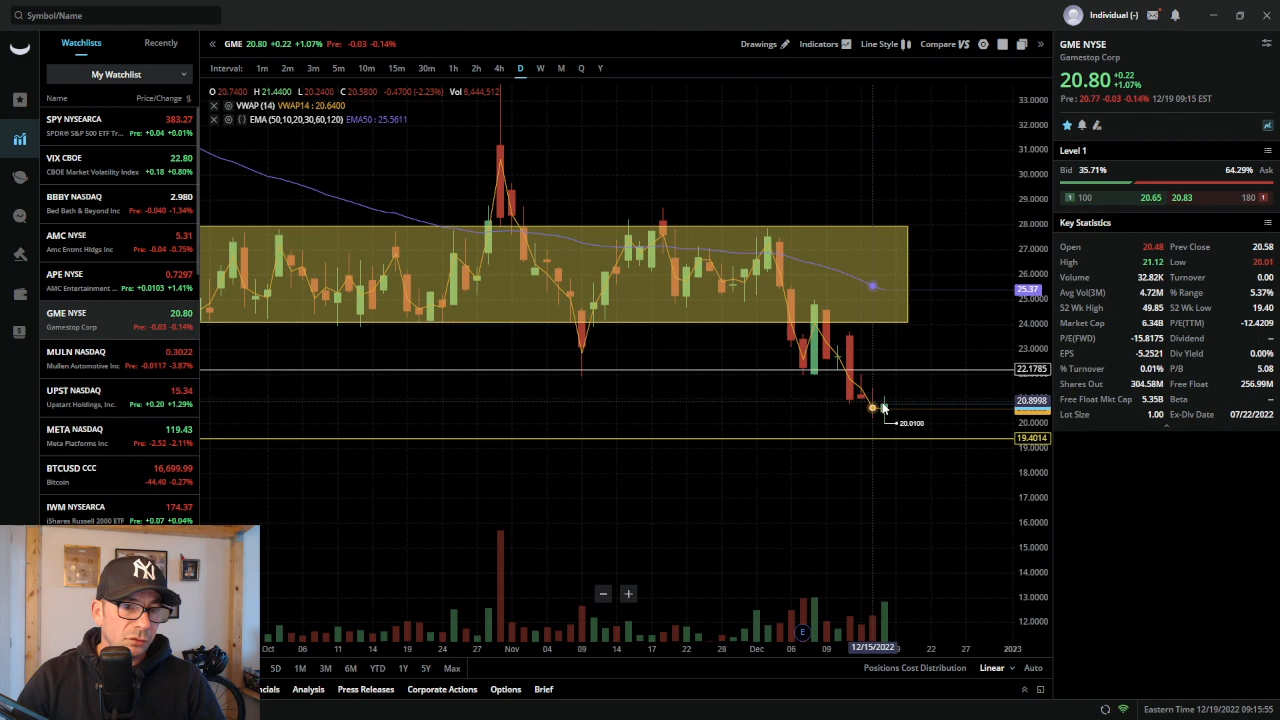 Symbol/Name
Individual (-)
Watchlists Recently
My Watchlist
Name Price/Change
SPY NYSEARCA 383.27
SPDR® S&P 500 ETF Tr... Pre: +0.04 +0.01%
VIX CBOE 22.80
CBOE Market Volatility Index +0.18 +0.80%
BBBY NASDAQ 2.980
Bed Bath & Beyond Inc Pre: -0.040 -1.34%
AMC NYSE 5.31
AMC Entmt Hldgs Inc Pre: -0.04 -0.75%
APE NYSE 0.7297
AMC Entertainment ... Pre: +0.0103 +1.41%
GME NYSE 20.80
Gamestop Corp Pre: -0.03 -0.14%
MULN NASDAQ 0.3022
Mullen Automotive Inc Pre: -0.0117 -3.87%
UPST NASDAQ 15.34
Upstart Holdings, Inc. Pre: +0.20 +1.29%
META NASDAQ 119.43
Meta Platforms Inc Pre: -2.52 -2.11%
BTCUSD CCC 16,699.99
Bitcoin -44.40 -0.27%
IWM NYSEARCA 174.37
iShares Russell 2000 ETF Pre: +0.07 +0.04%
GME 20.80 +0.22 +1.07% Pre: -0.03 -0.14%
Drawings Indicators Line Style Compare VS
Interval: 1m 2m 3m 5m 10m 15m 30m 1h 2h 4h D W M Q Y
O 20.7400 H 21.4400 L 20.2400 C 20.5800 -0.4700 (-2.23%) Vol 6,444,512
VWAP (14) VWAP14 : 20.6400
EMA (50,10,20,30,60,120) EMA50 : 25.5611
33.0000
32.0000
31.0000
30.0000
29.0000
28.0000
27.0000
26.0000
25.37
25.0000
24.0000
23.0000
22.1785
20.8998
20.0000
19.4014
19.0000
18.0000
17.0000
16.0000
15.0000
14.0000
13.0000
12.0000
20.0100
E
Oct 06 11 14 19 24 27 Nov 04 09 14 17 22 28 Dec 06 09 12/15/2022 22 27 2023
5D 1M 3M 6M YTD 1Y 5Y Max
Positions Cost Distribution Linear Auto
Analysis Press Releases Corporate Actions Options Brief
GME NYSE
Gamestop Corp
20.80 +0.22
+1.07%
Pre : 20.77 -0.03 -0.14% 12/19 09:15 EST
Level 1
Bid 35.71% 64.29% Ask
1 100 20.65 20.83 180 1
Key Statistics
Open 20.48 Prev Close 20.58
High 21.12 Low 20.01
Volume 32.82K Turnover 0.00
Avg Vol(3M) 4.72M % Range 5.37%
52 Wk High 49.85 52 Wk Low 19.40
Market Cap 6.34B P/E(TTM) -12.4209
P/E(FWD) -15.8175 Dividend –
EPS -5.2521 Div Yield 0.00%
% Turnover 0.01% P/B 5.08
Shares Out 304.58M Free Float 256.99M
Free Float Mkt Cap 5.35B Beta –
Lot Size 1.00 Ex-Div Date 07/22/2022
NY
Eastern Time 12/19/2022 09:15:55